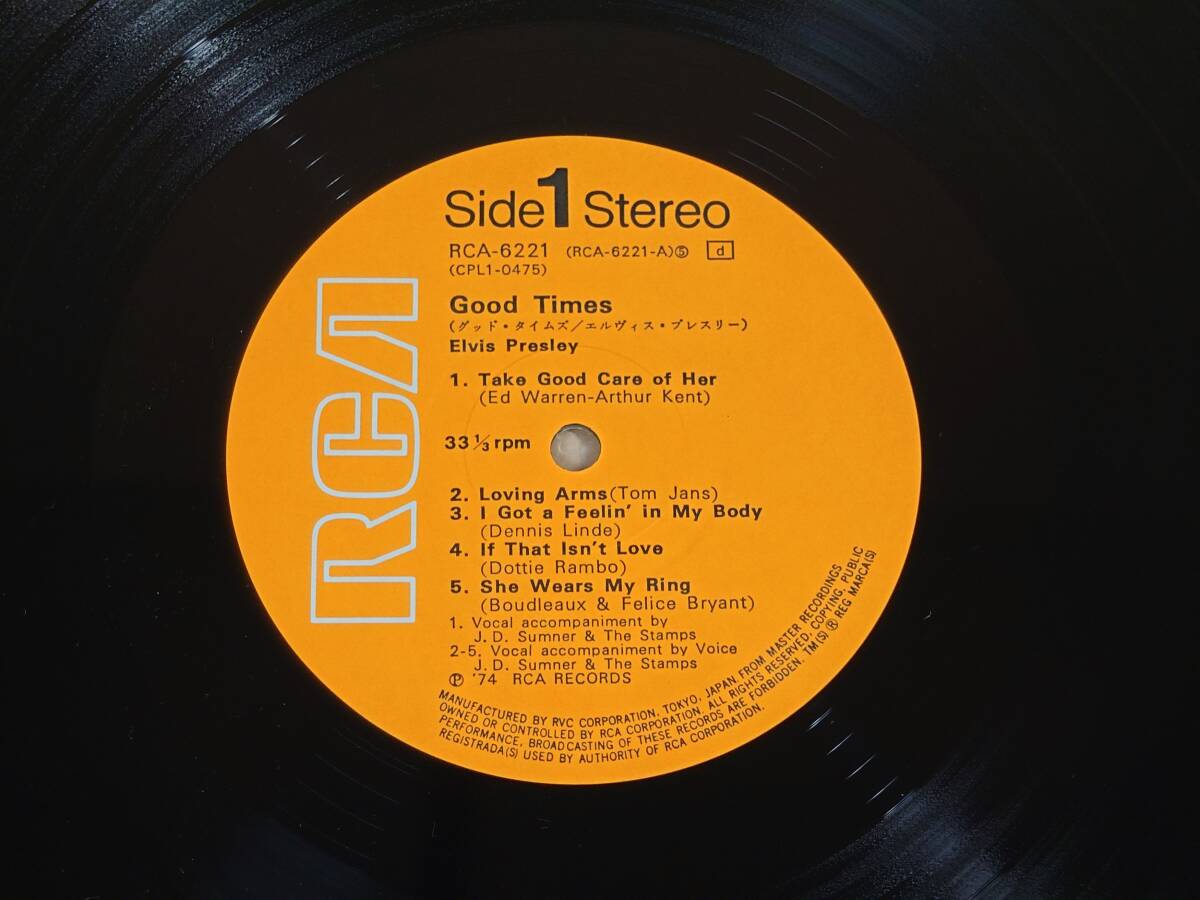 RCA
Side 1 Stereo
RCA-6221 (RCA-6221-A)⑤ d
(CPL1-0475)
Good Times
(グッド・タイムズ/エルヴィス・プレスリー)
Elvis Presley
1. Take Good Care of Her
(Ed Warren-Arthur Kent)
33 1/3 rpm
2. Loving Arms(Tom Jans)
3. I Got a Feelin' in My Body
(Dennis Linde)
4. If That Isn't Love
(Dottie Rambo)
5. She Wears My Ring
(Boudleaux & Felice Bryant)
1. Vocal accompaniment by
J. D. Sumner & The Stamps
2-5. Vocal accompaniment by Voice
J. D. Sumner & The Stamps
℗ '74 RCA RECORDS
MANUFACTURED BY RVC CORPORATION, TOKYO, JAPAN, FROM MASTER RECORDINGS
OWNED OR CONTROLLED BY RCA CORPORATION. ALL RIGHTS RESERVED, COPYING, PUBLIC
PERFORMANCE, BROADCASTING OF THESE RECORDS ARE FORBIDDEN. TM(S) ® REG MARCA(S)
REGISTRADA(S) USED BY AUTHORITY OF RCA CORPORATION.